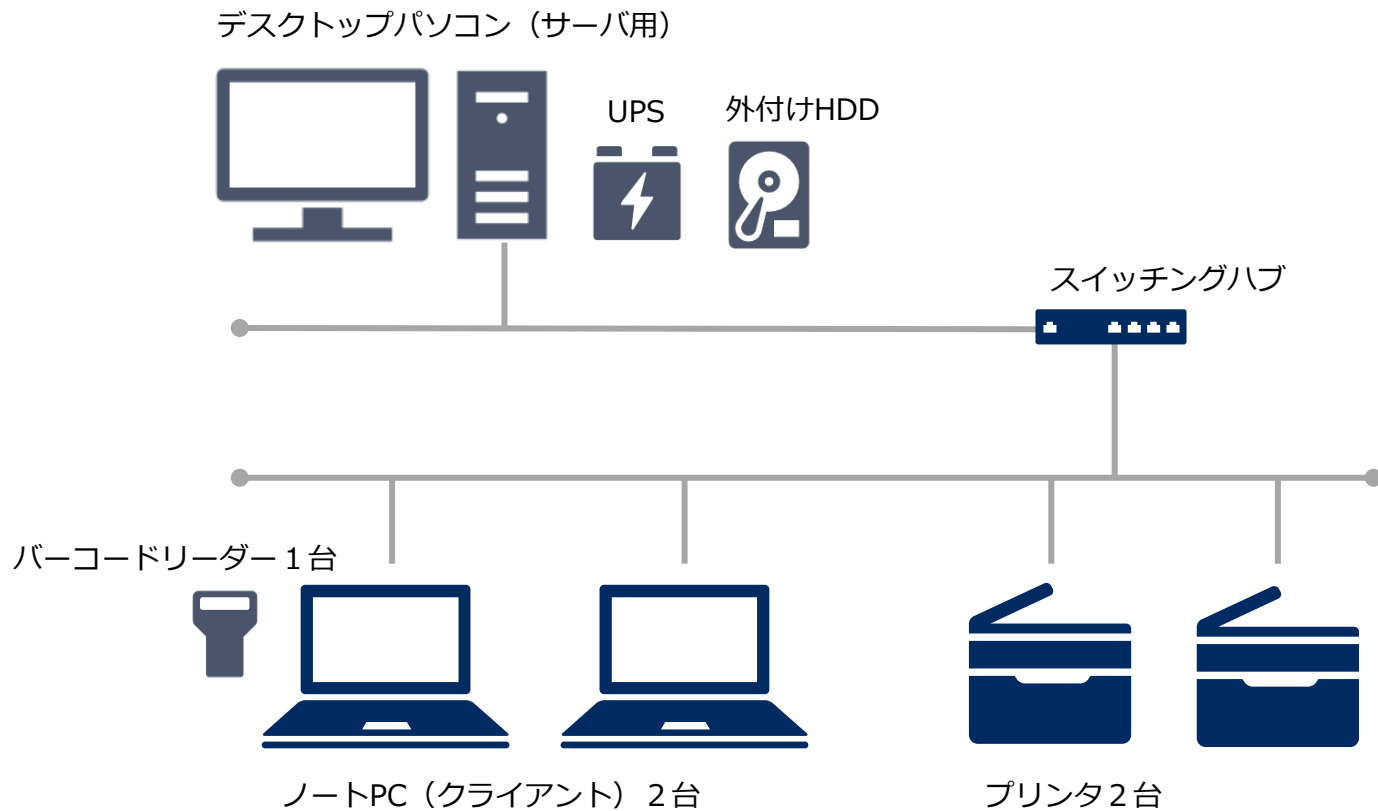 デスクトップパソコン（サーバ用）
UPS
外付けHDD
スイッチングハブ
バーコードリーダー１台
ノートPC（クライアント）２台
プリンタ２台